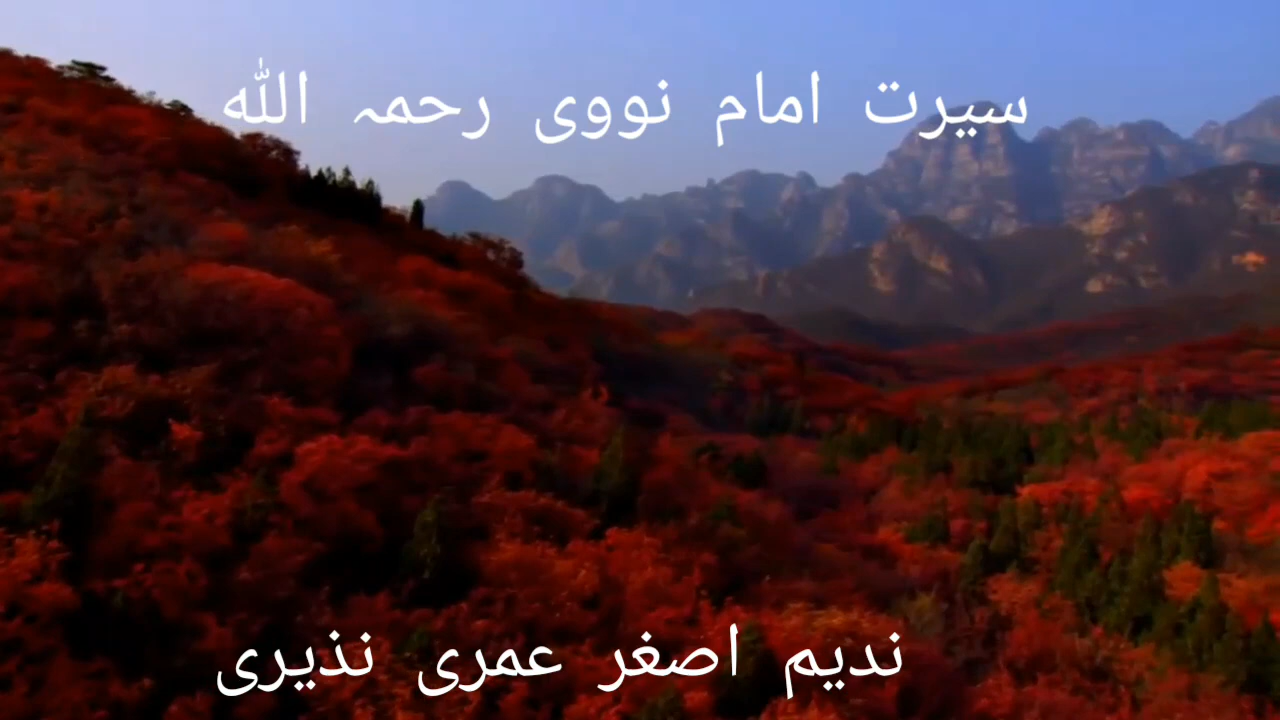 سیرت امام نووی رحمہ اللہ
ندیم اصغر عمری نذیری